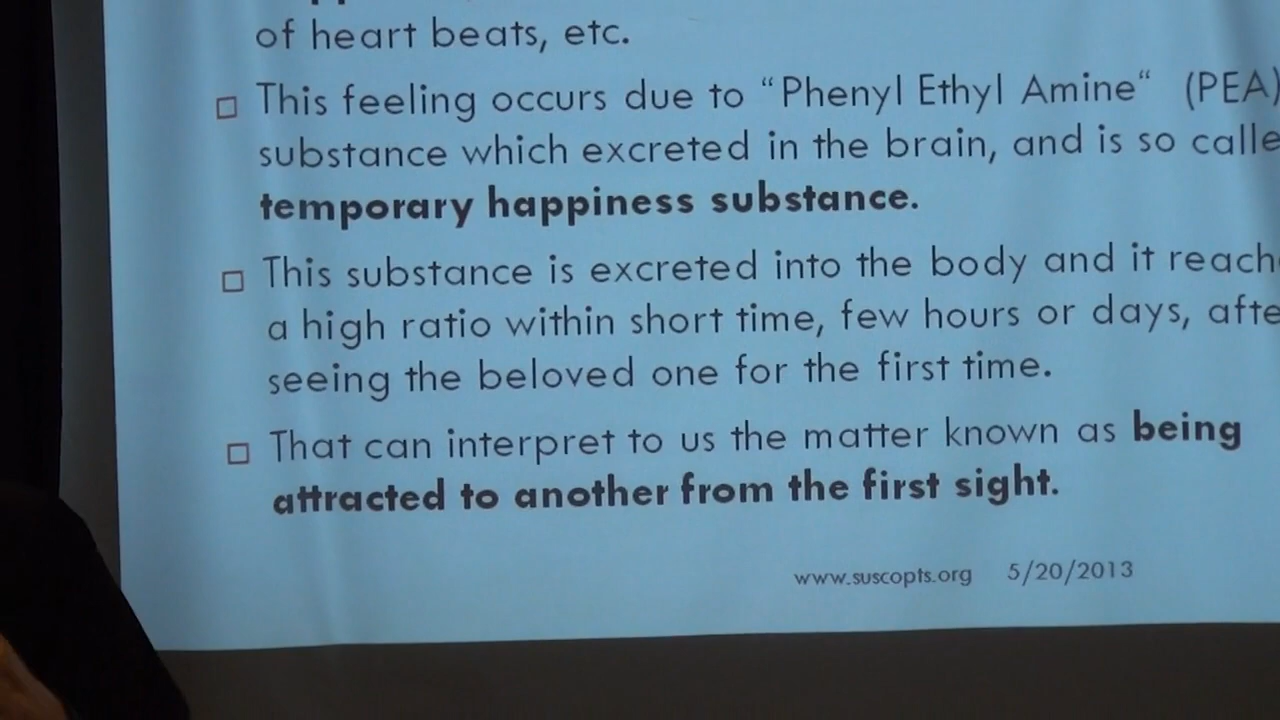 of heart beats, etc.
This feeling occurs due to “Phenyl Ethyl Amine“ (PEA)
substance which excreted in the brain, and is so calle
temporary happiness substance.
This substance is excreted into the body and it reach
a high ratio within short time, few hours or days, afte
seeing the beloved one for the first time.
That can interpret to us the matter known as being
attracted to another from the first sight.
www.suscopts.org 5/20/2013